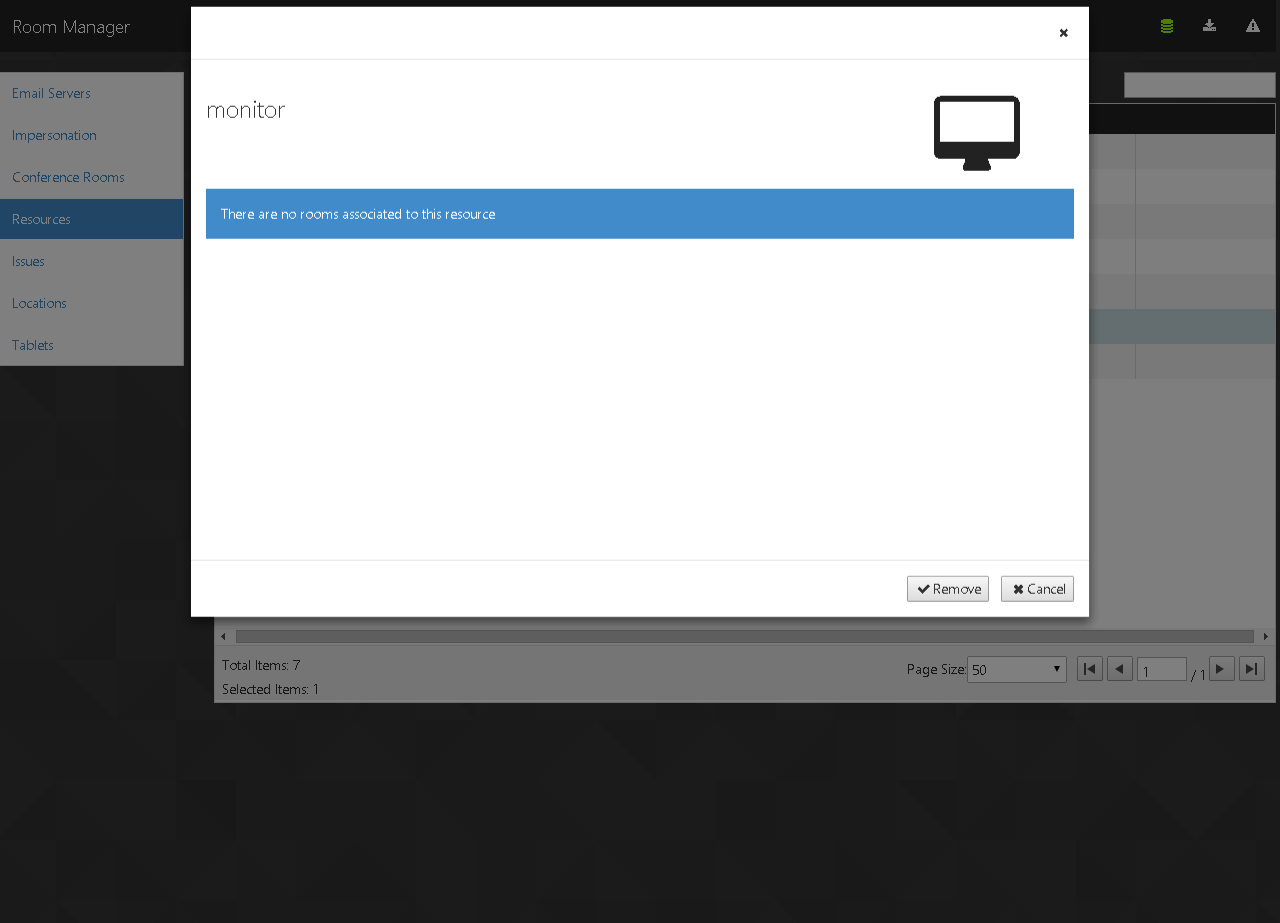 Room Manager
Email Servers
Impersonation
Conference Rooms
Resources
Issues
Locations
Tablets
monitor
There are no rooms associated to this resource
Remove
Cancel
Total Items: 7
Selected Items: 1
Page Size: 50
1 / 1